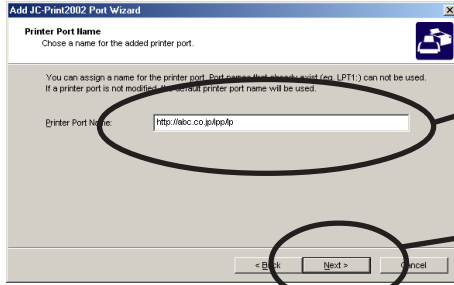 Add JC-Print2002 Port Wizard
Printer Port Name
Chose a name for the added printer port.
You can assign a name for the printer port. Port names that already exist (eg. LPT1:) can not be used.
If a printer port is not modified, the default printer port name will be used.
Printer Port Name: http://abc.co.jp/ipp/lp
< Back Next > Cancel